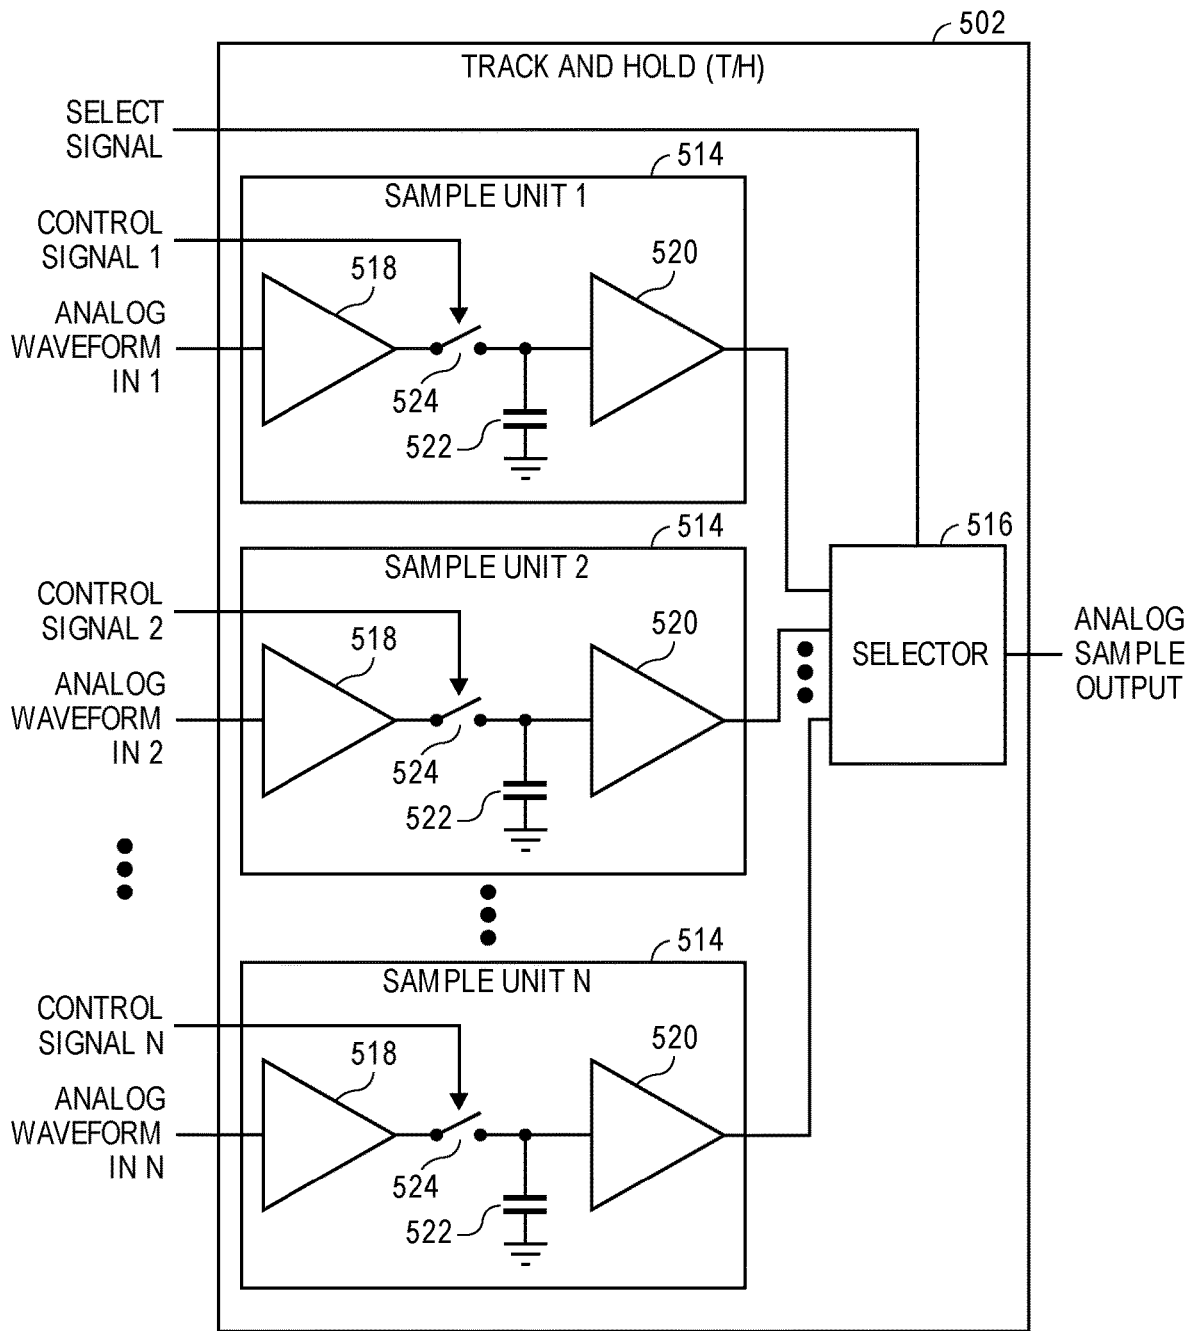 502
TRACK AND HOLD (T/H)
SELECT
SIGNAL
514
SAMPLE UNIT 1
CONTROL
SIGNAL 1
518
520
ANALOG
WAVEFORM
IN 1
524
522
514
SAMPLE UNIT 2
516
CONTROL
SIGNAL 2
518
520
SELECTOR
ANALOG
SAMPLE
OUTPUT
ANALOG
WAVEFORM
IN 2
524
522
514
SAMPLE UNIT N
CONTROL
SIGNAL N
518
520
ANALOG
WAVEFORM
IN N
524
522